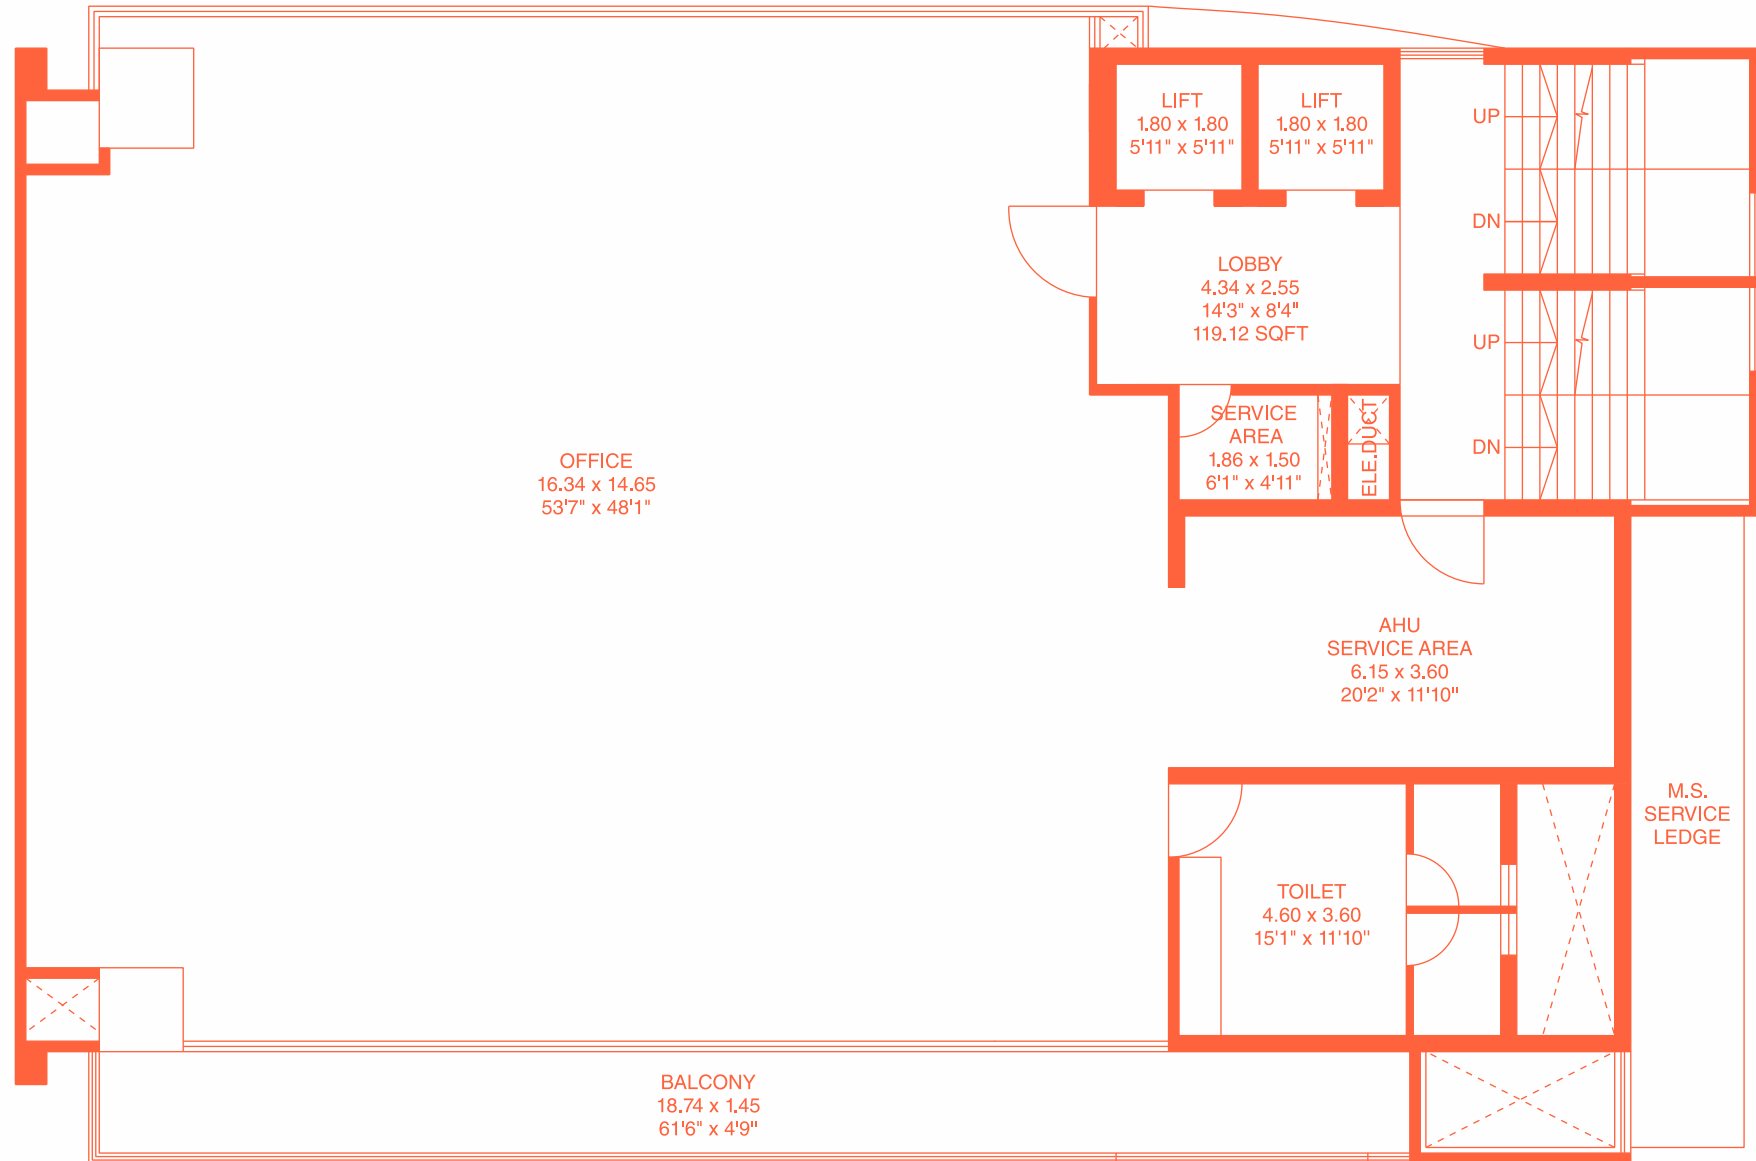 LIFT
1.80 x 1.80
5'11" x 5'11"
LIFT
1.80 x 1.80
5'11" x 5'11"
UP
DN
LOBBY
4.34 x 2.55
14'3" x 8'4"
119.12 SQFT
UP
DN
SERVICE
AREA
1.86 x 1.50
6'1" x 4'11"
ELE.DUCT
OFFICE
16.34 x 14.65
53'7" x 48'1"
AHU
SERVICE AREA
6.15 x 3.60
20'2" x 11'10"
M.S.
SERVICE
LEDGE
TOILET
4.60 x 3.60
15'1" x 11'10"
BALCONY
18.74 x 1.45
61'6" x 4'9"